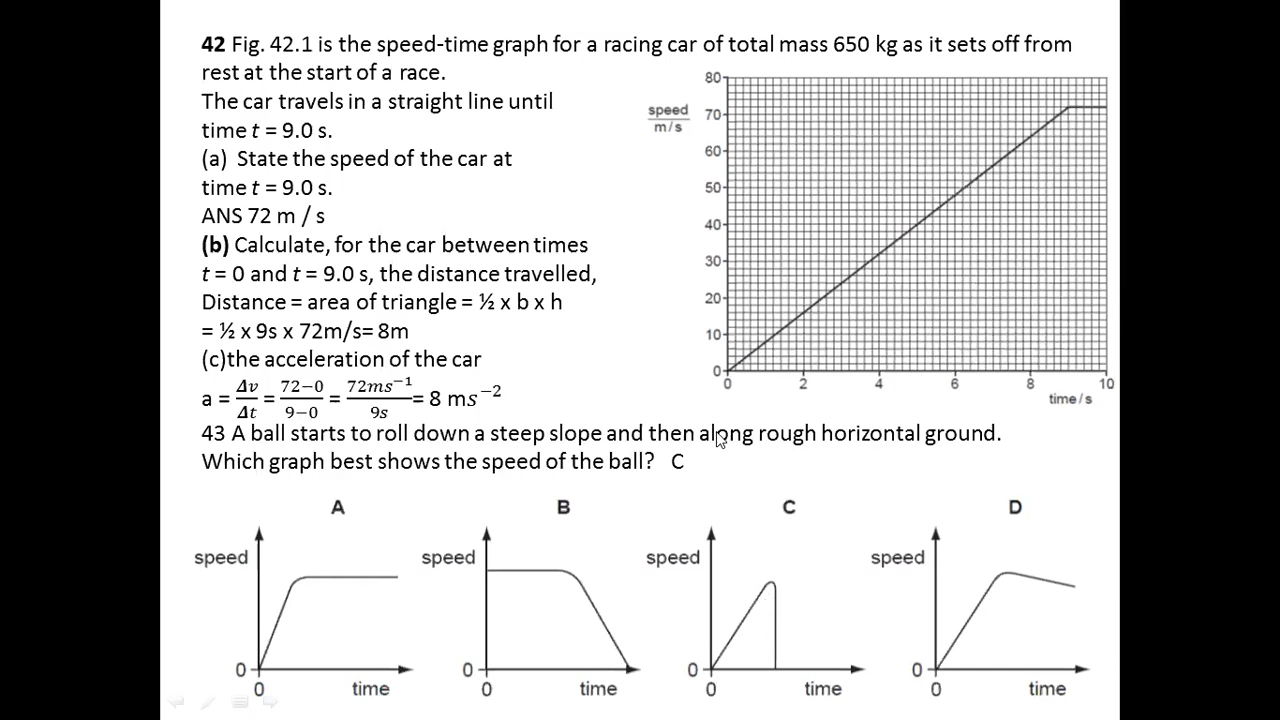 42 Fig. 42.1 is the speed-time graph for a racing car of total mass 650 kg as it sets off from
rest at the start of a race.
The car travels in a straight line until
time t = 9.0 s.
(a) State the speed of the car at
time t = 9.0 s.
ANS 72 m / s
(b) Calculate, for the car between times
t = 0 and t = 9.0 s, the distance travelled,
Distance = area of triangle = ½ x b x h
= ½ x 9s x 72m/s= 8m
(c)the acceleration of the car
a = Δv/Δt = 72−0/9−0 = 72ms⁻¹/9s = 8 ms⁻²
speed
m/s
80
70
60
50
40
30
20
10
0
0 2 4 6 8 10
time/s
43 A ball starts to roll down a steep slope and then along rough horizontal ground.
Which graph best shows the speed of the ball? C
A
speed
0
0 time
B
speed
0
0 time
C
speed
0
0 time
D
speed
0
0 time